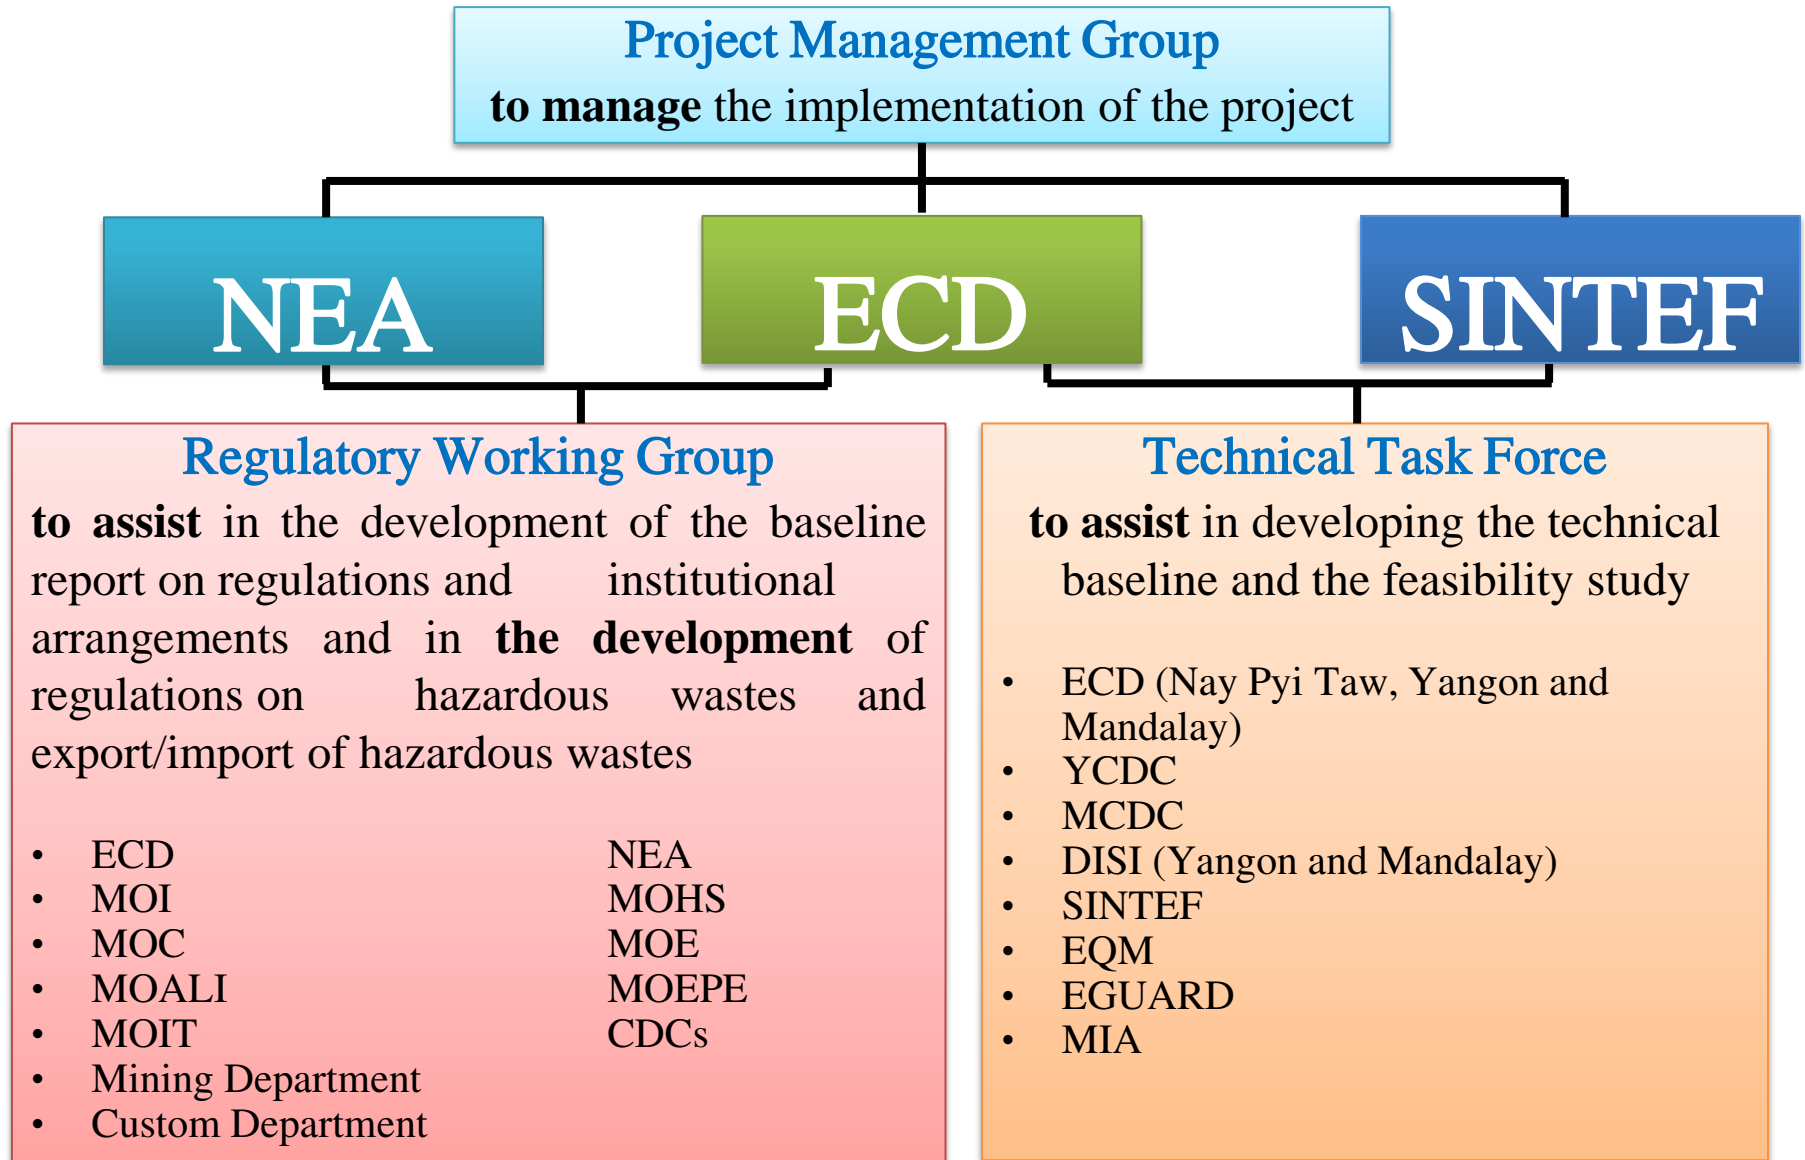 Project Management Group
to manage the implementation of the project
NEA
ECD
SINTEF
Regulatory Working Group
to assist in the development of the baseline
report on regulations and institutional
arrangements and in the development of
regulations on hazardous wastes and
export/import of hazardous wastes
• ECD NEA
• MOI MOHS
• MOC MOE
• MOALI MOEPE
• MOIT CDCs
• Mining Department
• Custom Department
Technical Task Force
to assist in developing the technical
baseline and the feasibility study
• ECD (Nay Pyi Taw, Yangon and
Mandalay)
• YCDC
• MCDC
• DISI (Yangon and Mandalay)
• SINTEF
• EQM
• EGUARD
• MIA